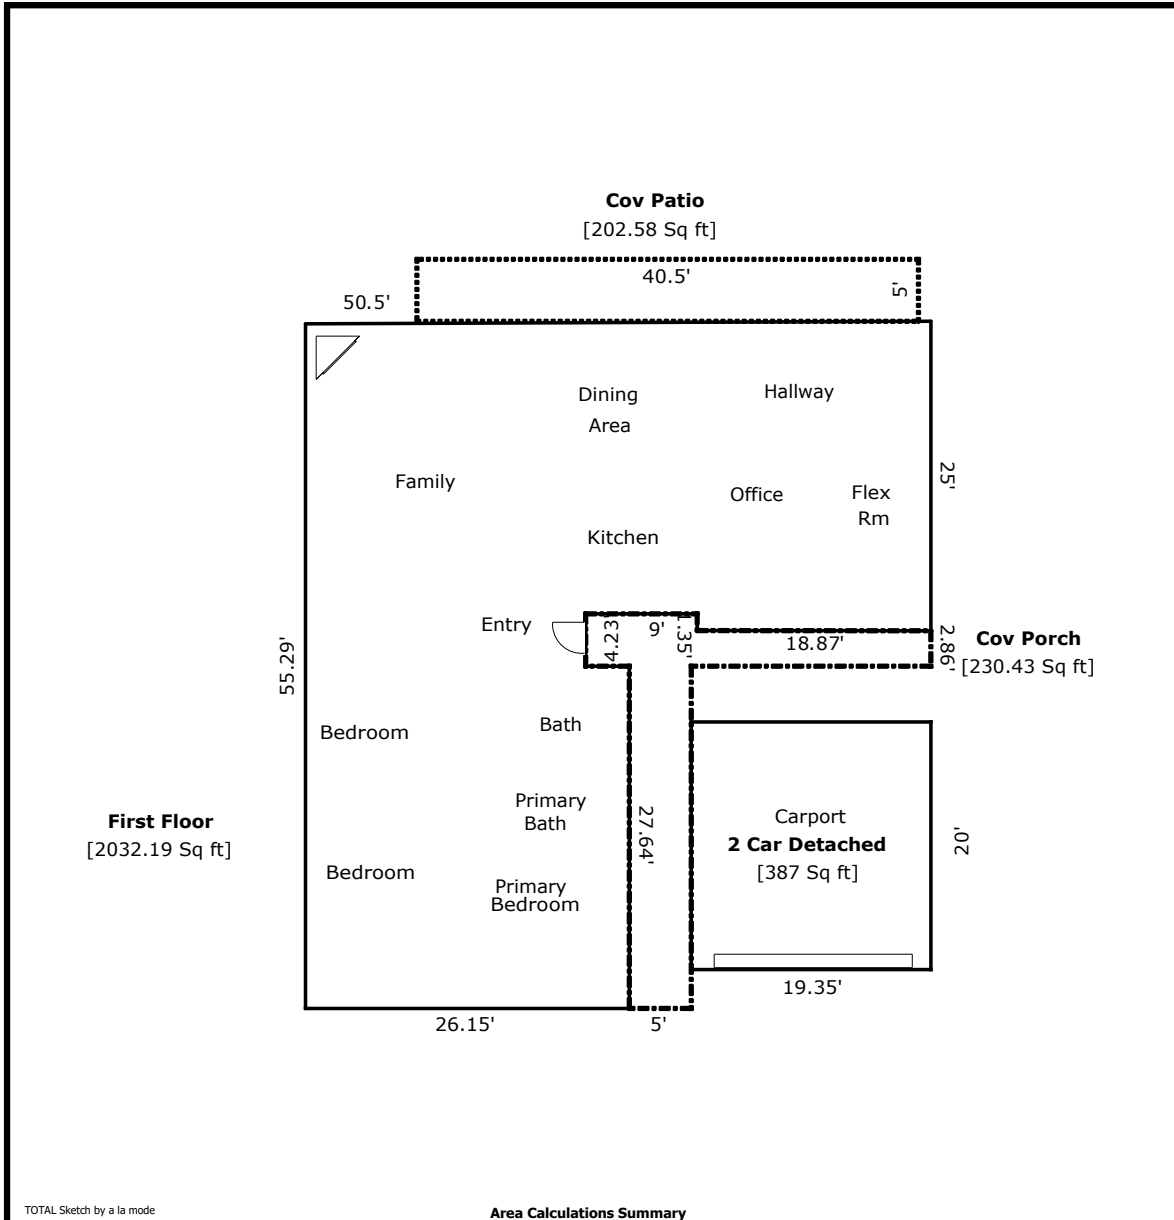 Cov Patio
[202.58 Sq ft]
40.5'
5'
50.5'
Dining
Area
Hallway
Family
Office
Flex
Rm
25'
Kitchen
Entry
4.23'
9'
1.35'
18.87'
2.86'
Cov Porch
[230.43 Sq ft]
55.29'
Bedroom
Bath
Primary
Bath
27.64'
Carport
2 Car Detached
[387 Sq ft]
20'
First Floor
[2032.19 Sq ft]
Bedroom
Primary
Bedroom
19.35'
26.15'
5'
TOTAL Sketch by a la mode
Area Calculations Summary